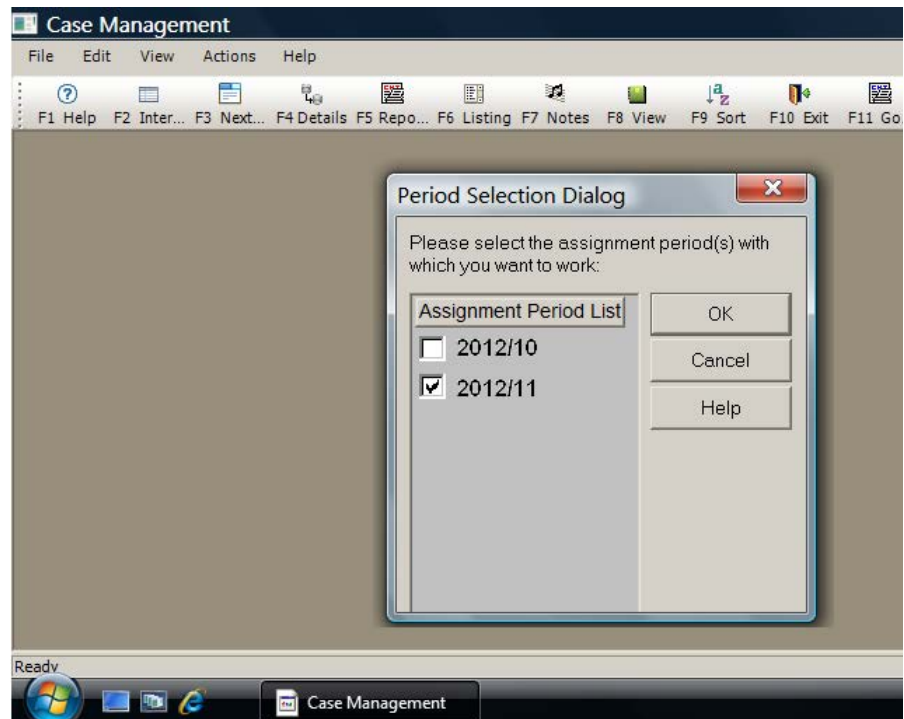 Case Management
File Edit View Actions Help
F1 Help F2 Inter... F3 Next... F4 Details F5 Repo... F6 Listing F7 Notes F8 View F9 Sort F10 Exit F11 Go
Period Selection Dialog
Please select the assignment period(s) with
which you want to work:
Assignment Period List
2012/10
2012/11
OK
Cancel
Help
Ready
Case Management